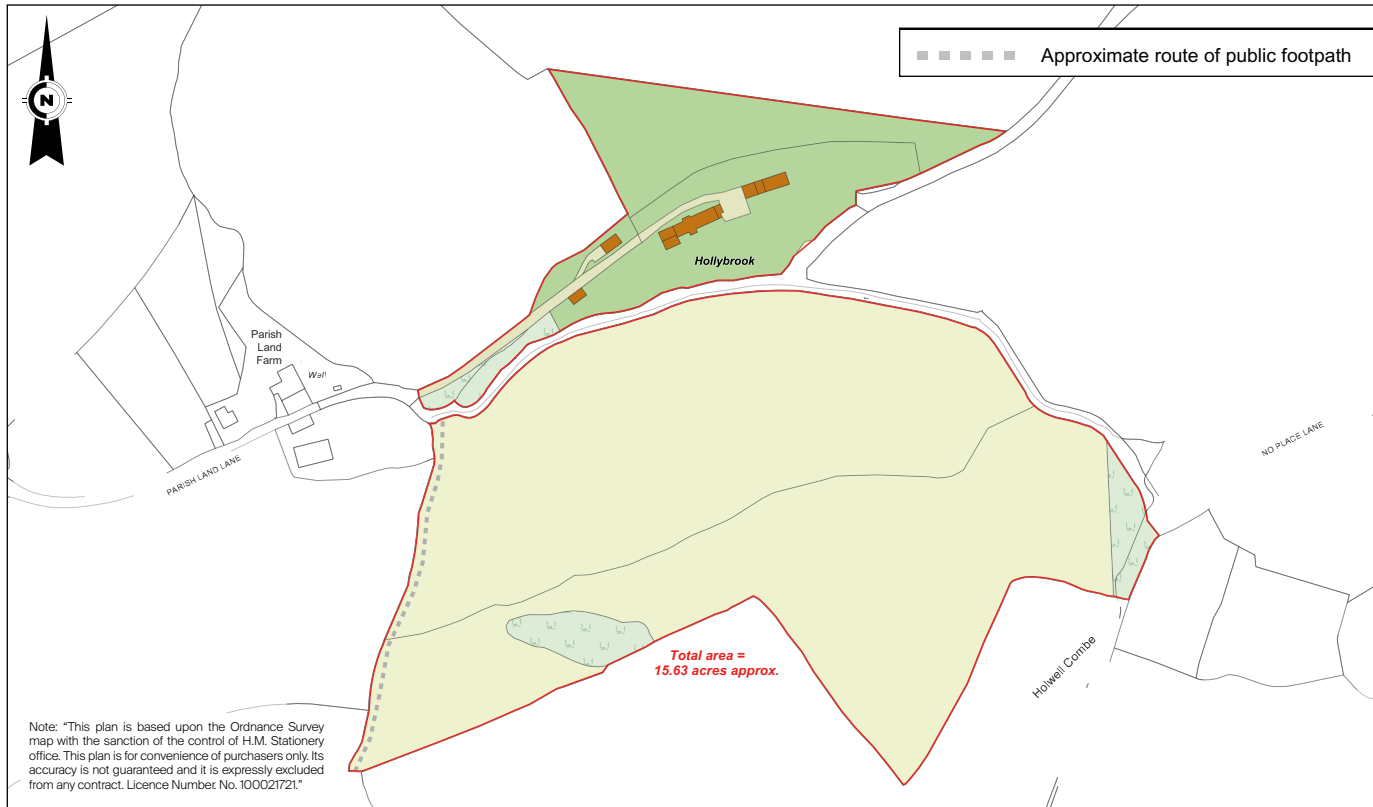 N
Approximate route of public footpath
Hollybrook
Parish
Land
Farm
Well
PARISH LAND LANE
NO PLACE LANE
Total area =
15.63 acres approx.
Holwell Combe
Note: “This plan is based upon the Ordnance Survey
map with the sanction of the control of H.M. Stationery
office. This plan is for convenience of purchasers only. Its
accuracy is not guaranteed and it is expressly excluded
from any contract. Licence Number. No. 100021721.”